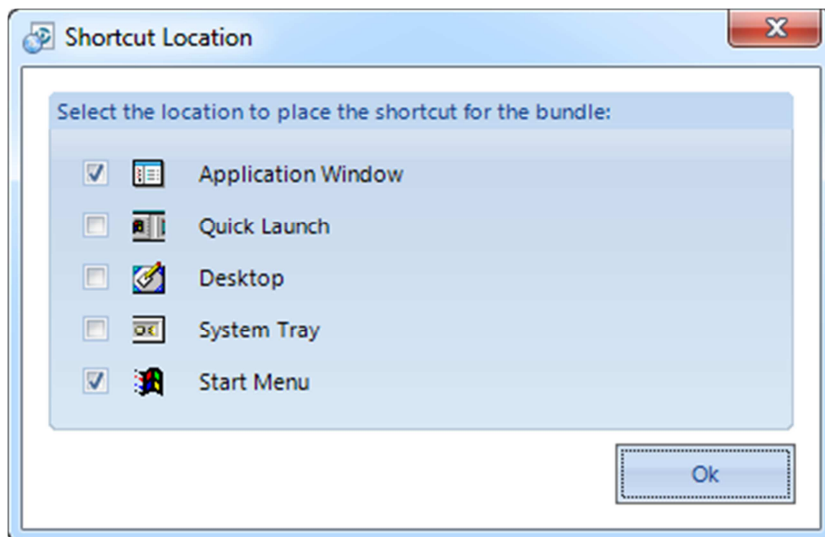 Shortcut Location
Select the location to place the shortcut for the bundle:
Application Window
Quick Launch
Desktop
System Tray
Start Menu
Ok